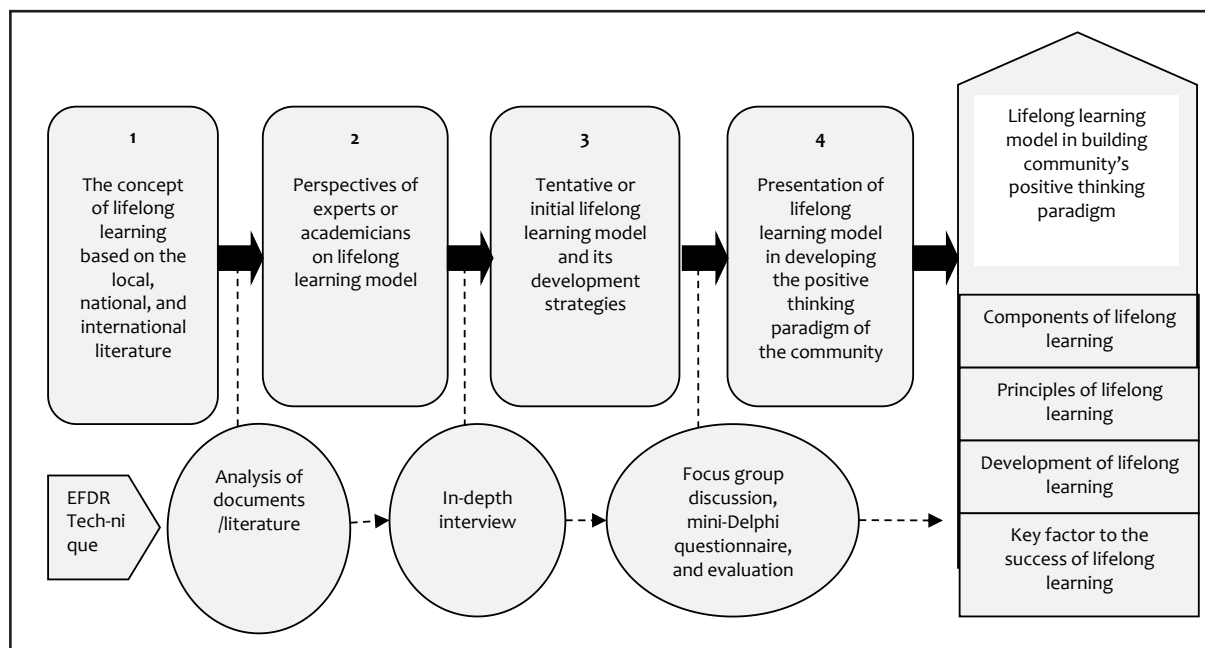 1
The concept
of lifelong
learning
based on the
local,
national, and
international
literature
2
Perspectives of
experts or
academicians
on lifelong
learning model
3
Tentative or
initial lifelong
learning model
and its
development
strategies
4
Presentation of
lifelong
learning model
in developing
the positive
thinking
paradigm of
the community
Lifelong learning
model in building
community's
positive thinking
paradigm
Components of lifelong
learning
Principles of lifelong
learning
Development of lifelong
learning
Key factor to the
success of lifelong
learning
EFDR
Tech-ni
que
Analysis of
documents
/literature
In-depth
interview
Focus group
discussion,
mini-Delphi
questionnaire,
and evaluation